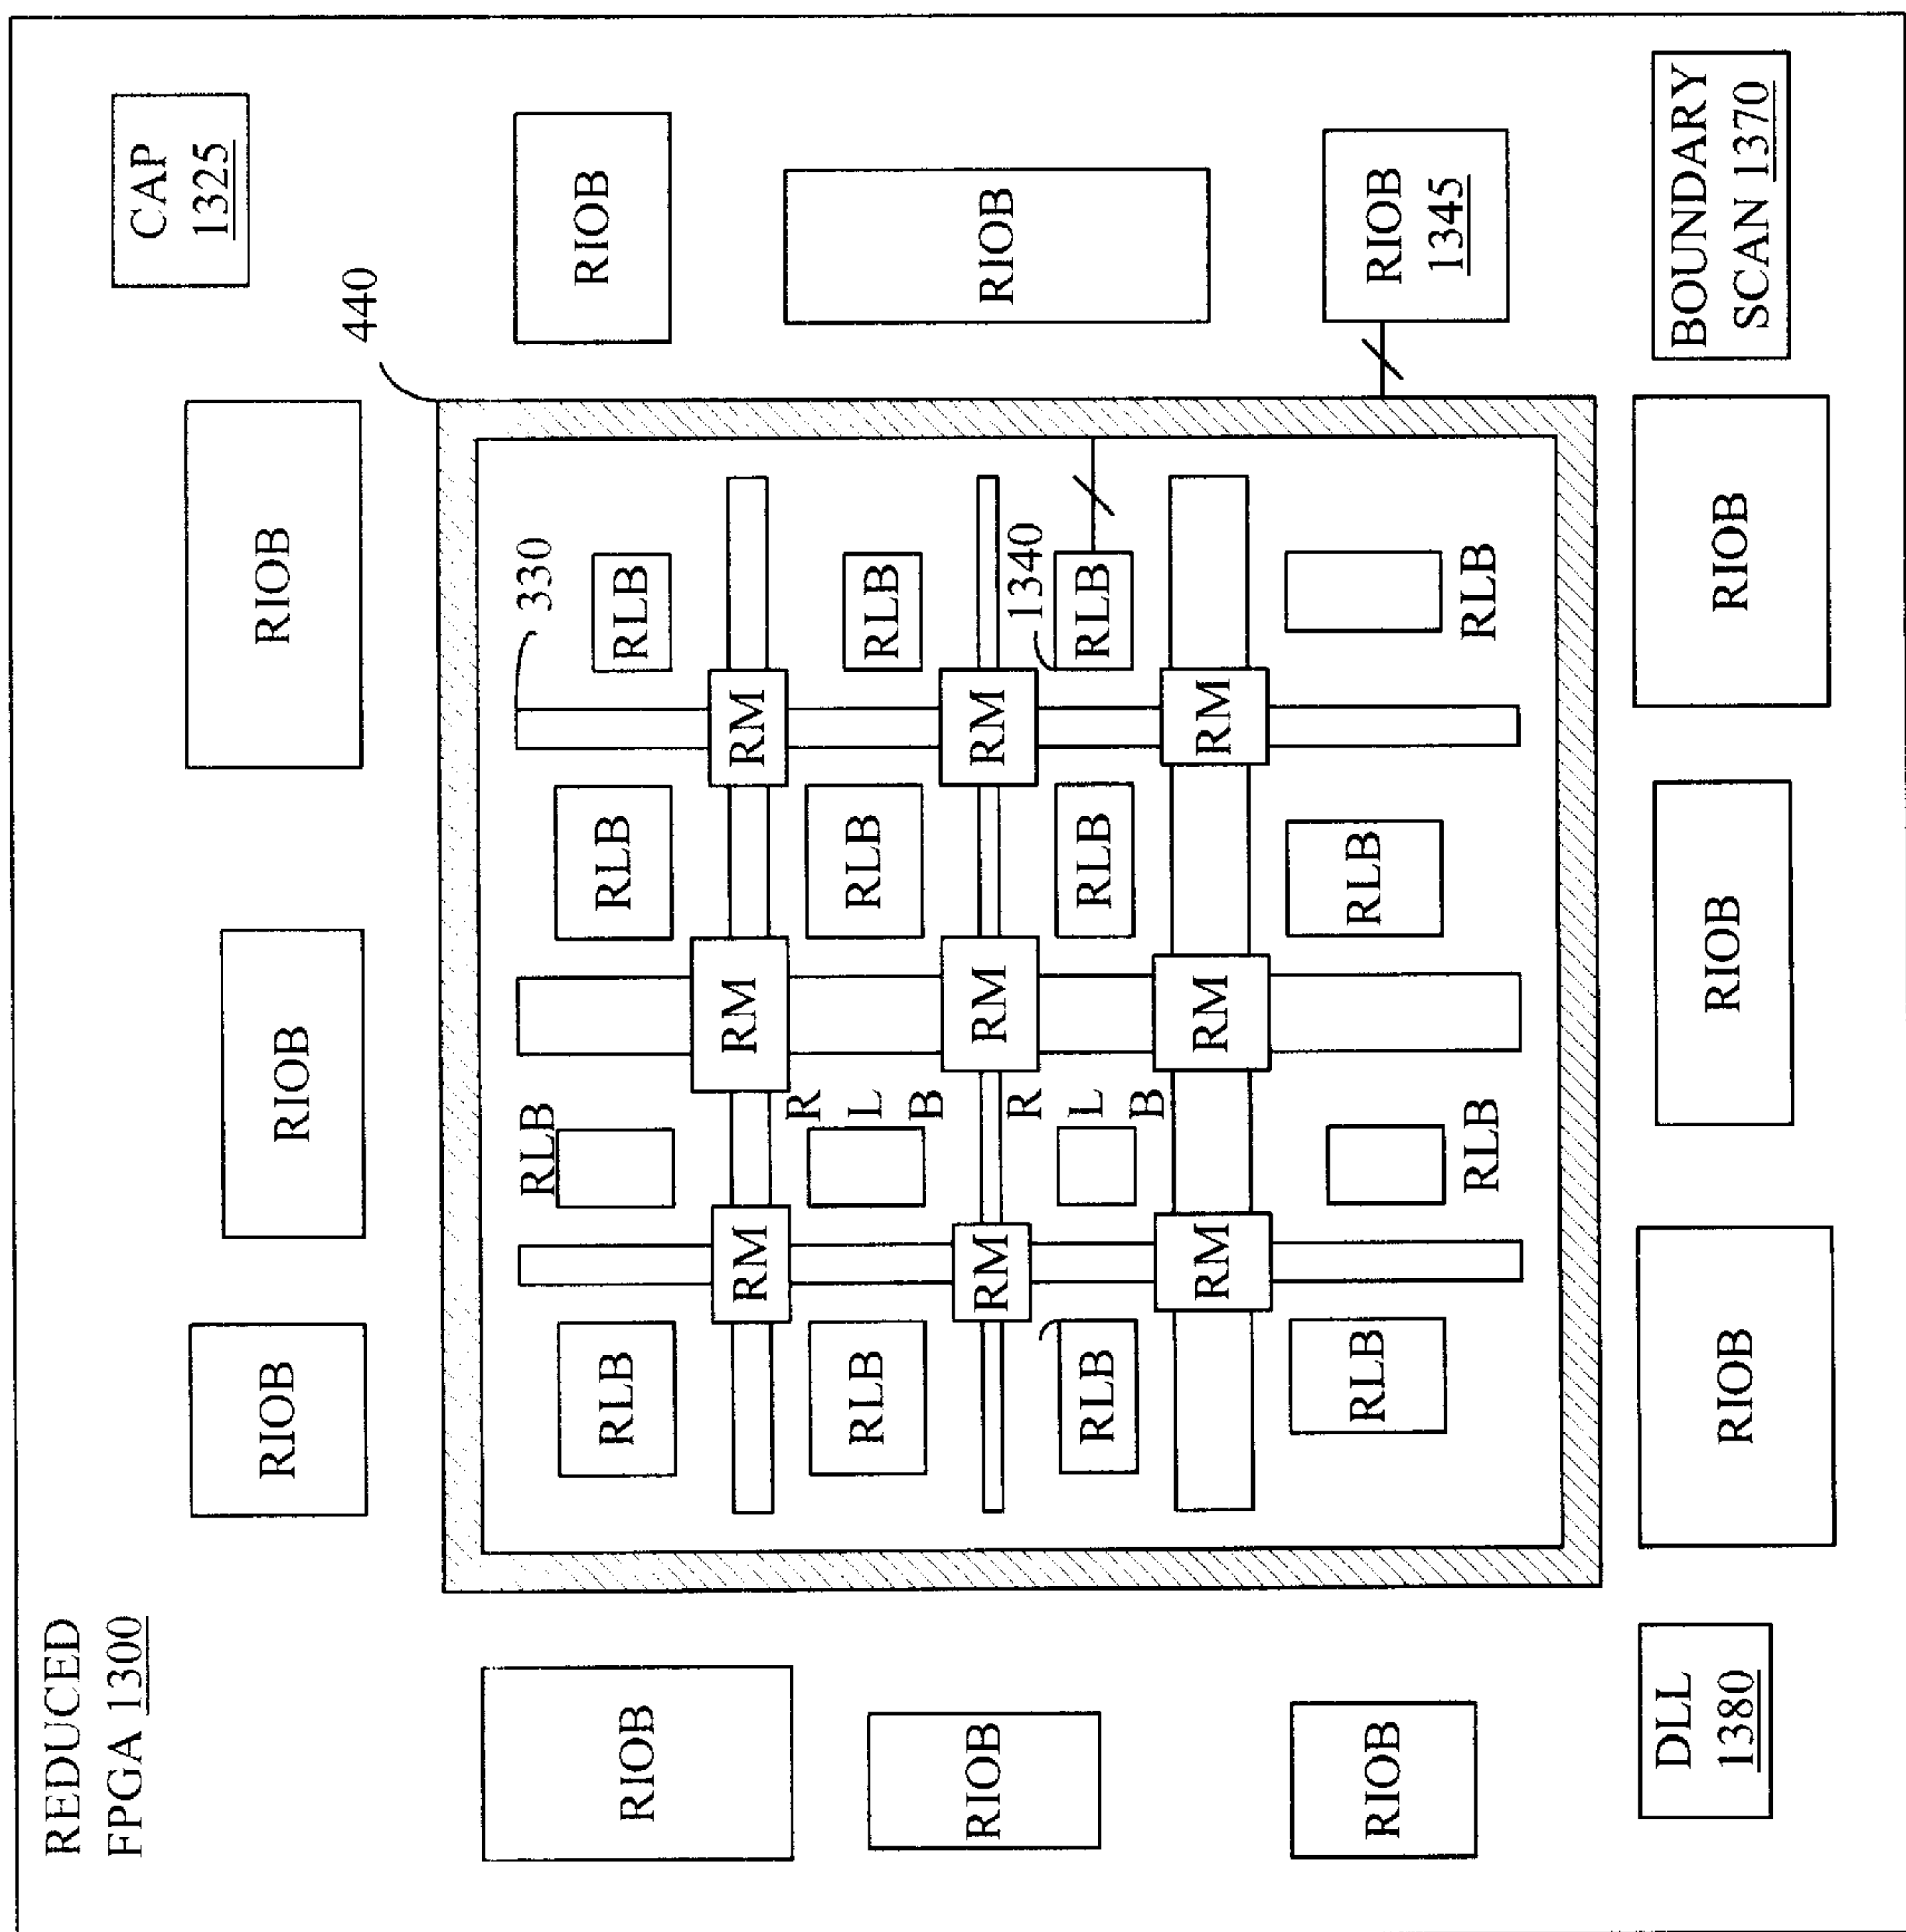 REDUCED
FPGA 1300
CAP
1325
RIOB
RIOB
RIOB
440
RIOB
RLB
330
RIOB
RLB
RLB
RLB
RM
RM
RM
R
L
B
RLB
RLB
RLB
RIOB
RM
RM
RM
RIOB
R
L
B
1340
RLB
RLB
RLB
RM
RM
RM
RIOB
RLB
RLB
RIOB
1345
RLB
RLB
DLL
1380
RIOB
RIOB
RIOB
BOUNDARY
SCAN 1370